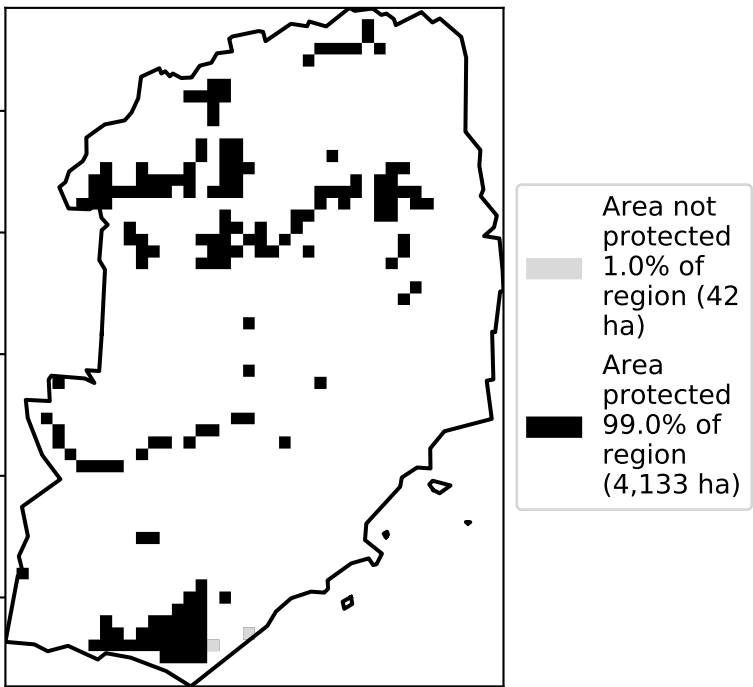 Area not
protected
1.0% of
region (42
ha)
Area
protected
99.0% of
region
(4,133 ha)